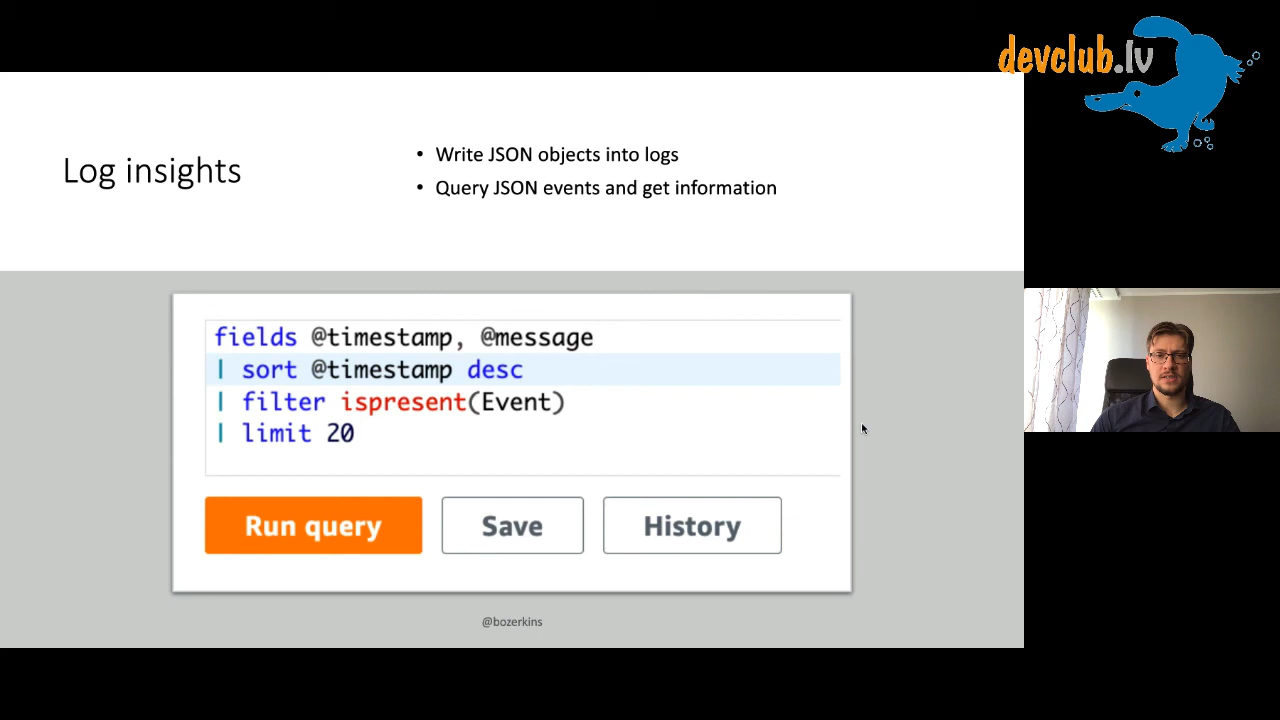 devclub.lv
Log insights
• Write JSON objects into logs
• Query JSON events and get information
fields @timestamp, @message
| sort @timestamp desc
| filter ispresent(Event)
| limit 20
Run query
Save
History
@bozerkins